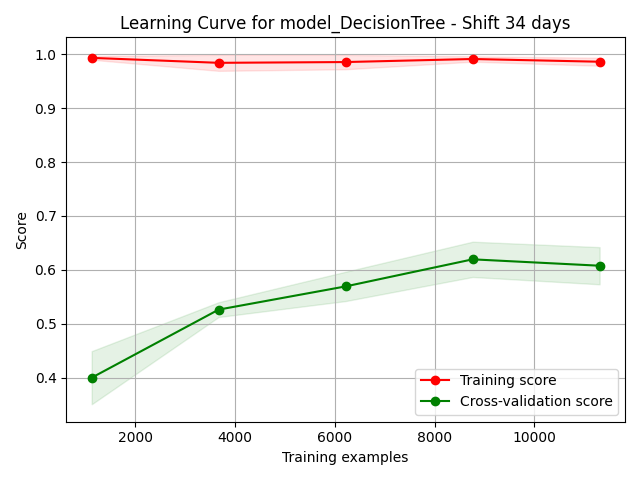 Learning Curve for model_DecisionTree - Shift 34 days
1.0
0.9
0.8
0.7
0.6
0.5
0.4
Score
2000 4000 6000 8000 10000
Training examples
Training score
Cross-validation score